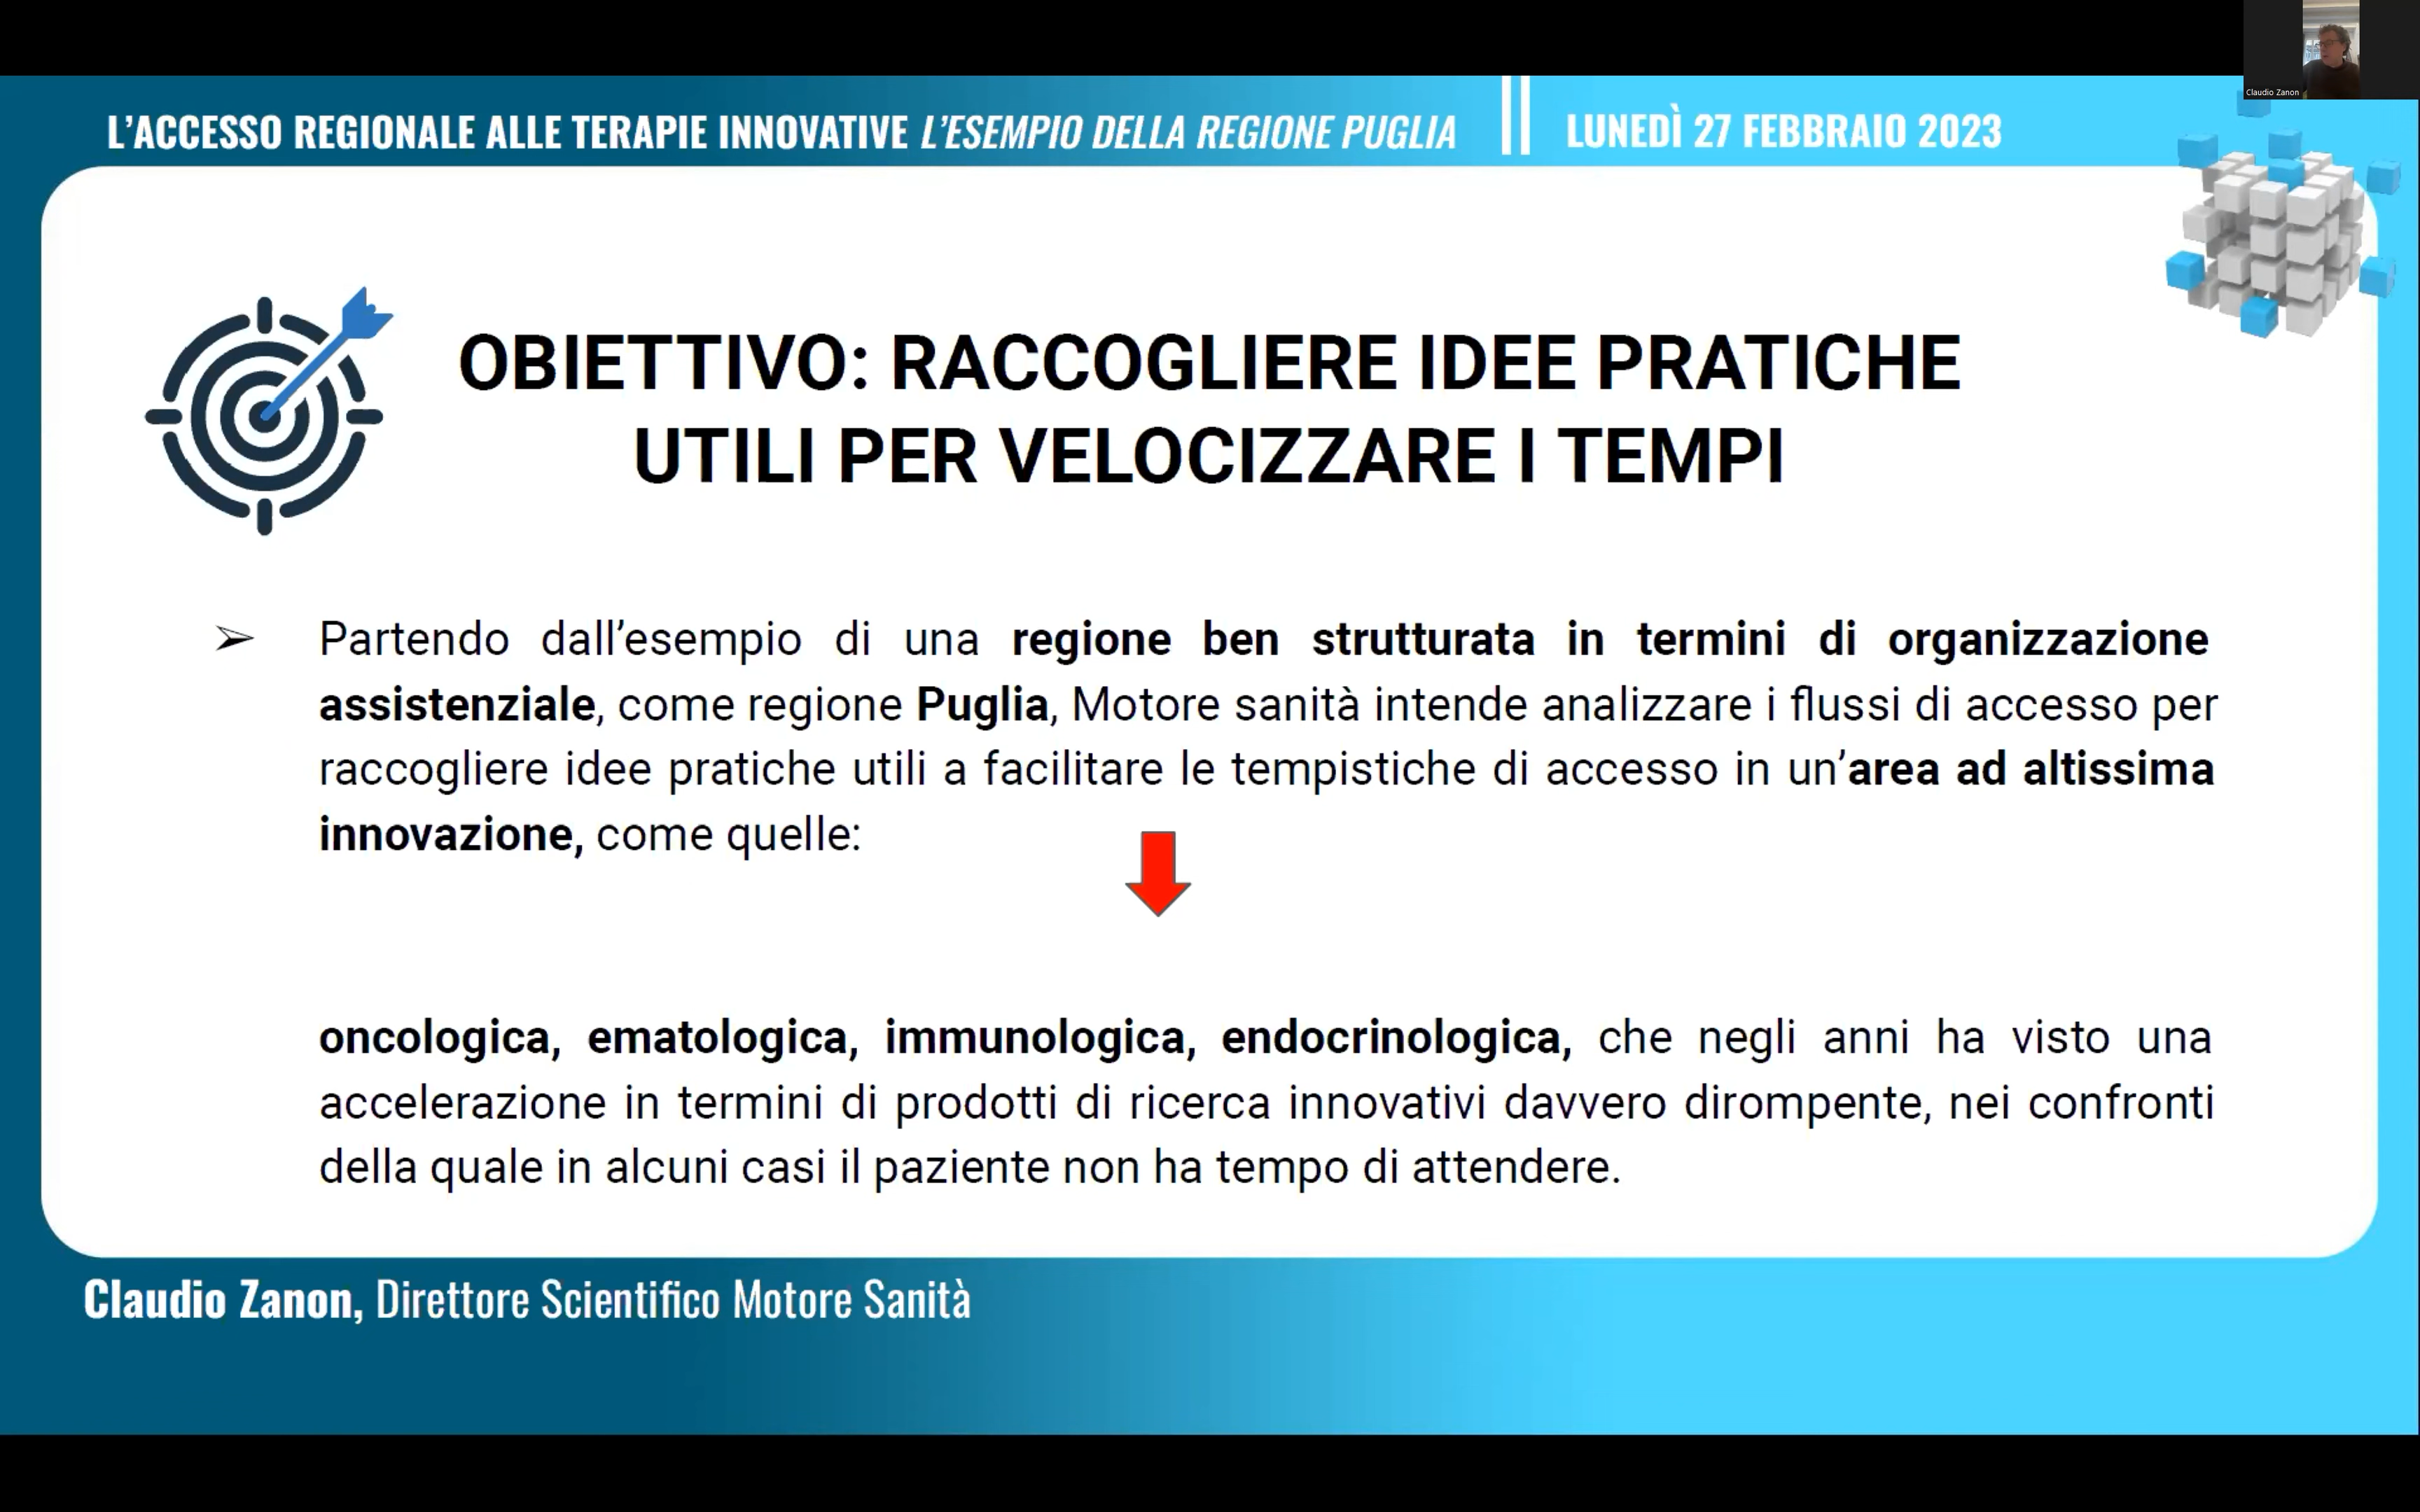 Claudio Zanon
L'ACCESSO REGIONALE ALLE TERAPIE INNOVATIVE L'ESEMPIO DELLA REGIONE PUGLIA
LUNEDÌ 27 FEBBRAIO 2023
OBIETTIVO: RACCOGLIERE IDEE PRATICHE
UTILI PER VELOCIZZARE I TEMPI
➢ Partendo dall'esempio di una regione ben strutturata in termini di organizzazione
assistenziale, come regione Puglia, Motore sanità intende analizzare i flussi di accesso per
raccogliere idee pratiche utili a facilitare le tempistiche di accesso in un'area ad altissima
innovazione, come quelle:
oncologica, ematologica, immunologica, endocrinologica, che negli anni ha visto una
accelerazione in termini di prodotti di ricerca innovativi davvero dirompente, nei confronti
della quale in alcuni casi il paziente non ha tempo di attendere.
Claudio Zanon, Direttore Scientifico Motore Sanità